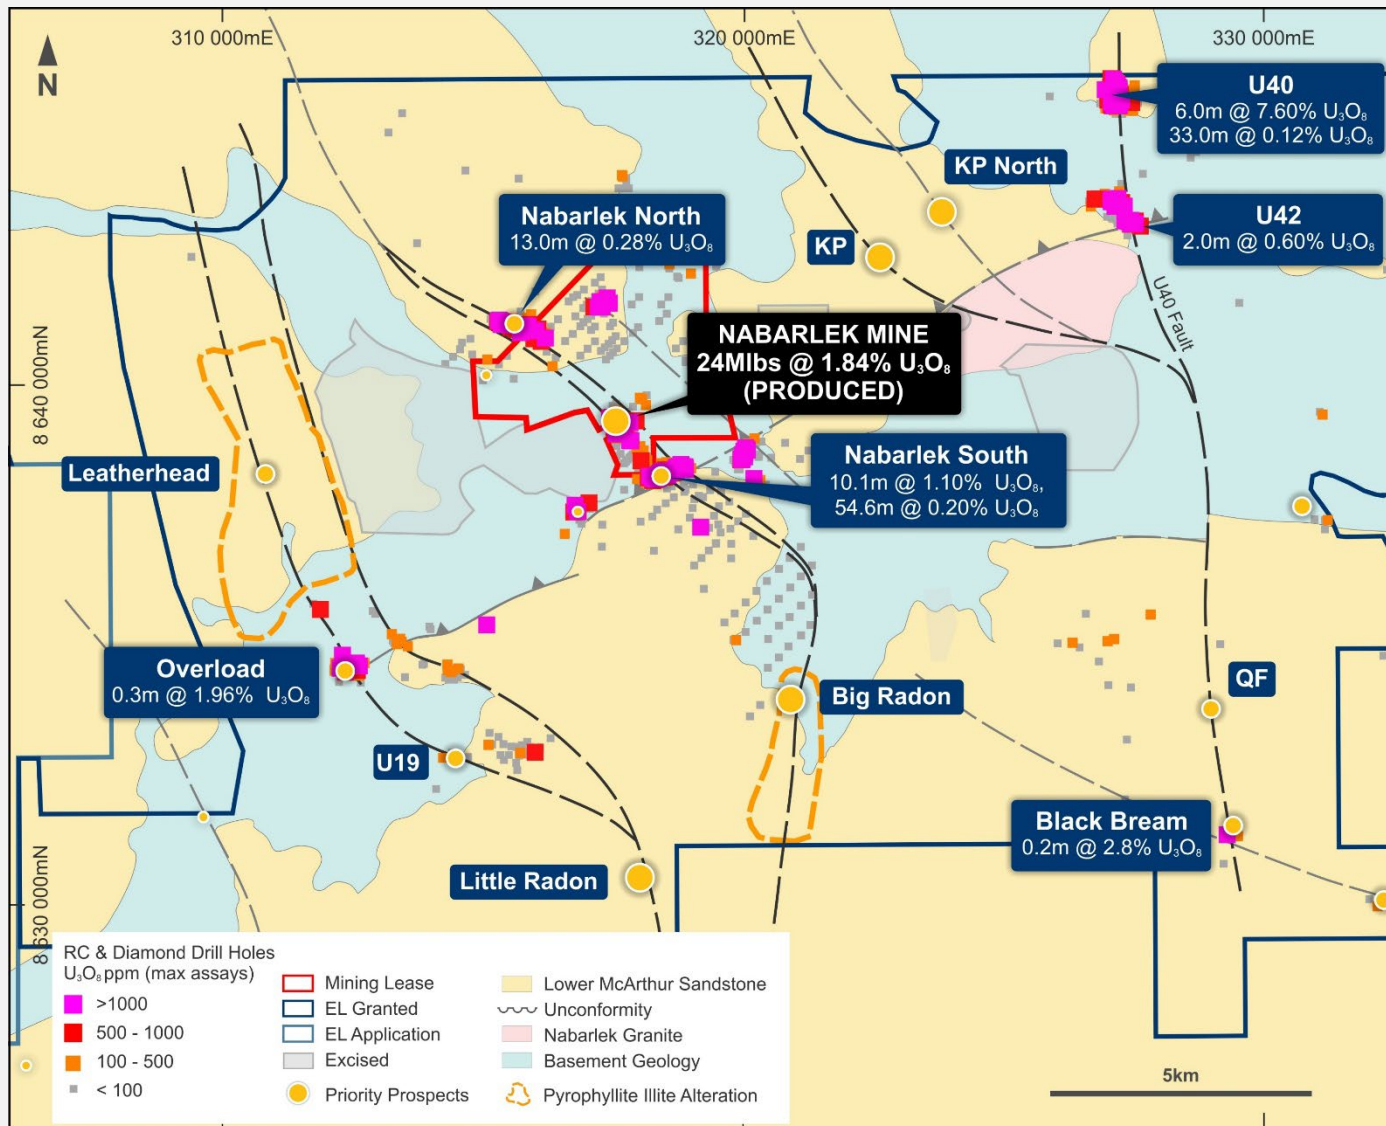 310 000mE
320 000mE
330 000mE
N
U40
6.0m @ 7.60% U₃O₈
33.0m @ 0.12% U₃O₈
KP North
Nabarlek North
13.0m @ 0.28% U₃O₈
U42
2.0m @ 0.60% U₃O₈
KP
U40 Fault
NABARLEK MINE
24Mlbs @ 1.84% U₃O₈
(PRODUCED)
8 640 000mN
Leatherhead
Nabarlek South
10.1m @ 1.10% U₃O₈,
54.6m @ 0.20% U₃O₈
Overload
0.3m @ 1.96% U₃O₈
Big Radon
QF
U19
Black Bream
0.2m @ 2.8% U₃O₈
Little Radon
8 630 000mN
RC & Diamond Drill Holes
U₃O₈ ppm (max assays)
>1000
500 - 1000
100 - 500
< 100
Mining Lease
EL Granted
EL Application
Excised
Priority Prospects
Lower McArthur Sandstone
Unconformity
Nabarlek Granite
Basement Geology
Pyrophyllite Illite Alteration
5km